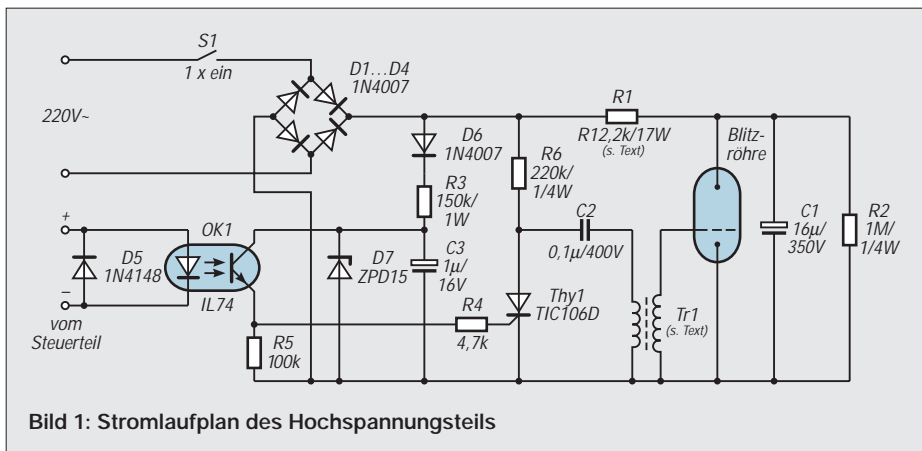 S1
1 x ein
D1...D4
1N4007
220V~
D6
1N4007
R3
150k/
1W
R6
220k/
1/4W
R1
R12,2k/17W
(s. Text)
Blitz-
röhre
C2
0,1µ/400V
C1
16µ/
350V
R2
1M/
1/4W
+
D5
1N4148
–
vom
Steuerteil
OK1
IL74
D7
ZPD15
C3
1µ/
16V
R4
4,7k
R5
100k
Thy1
TIC106D
Tr1
(s. Text)
Bild 1: Stromlaufplan des Hochspannungsteils